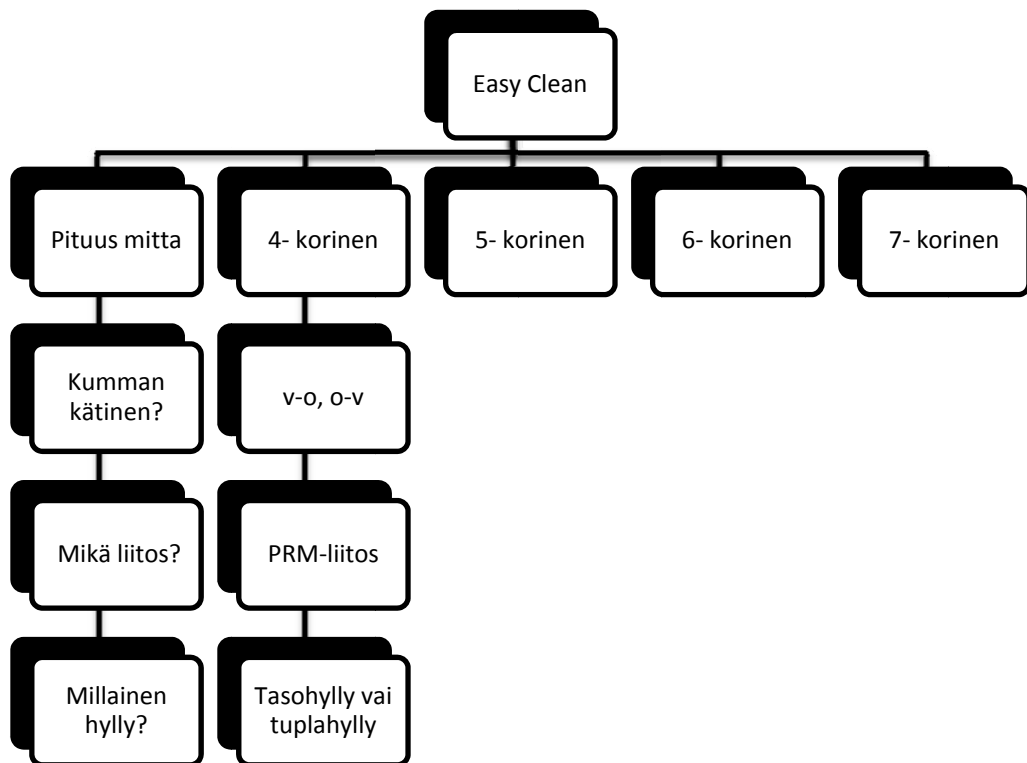 Easy Clean
Pituus mitta
4- korinen
5- korinen
6- korinen
7- korinen
Kumman
kätinen?
v-o, o-v
Mikä liitos?
PRM-liitos
Millainen
hylly?
Tasohylly vai
tuplahylly